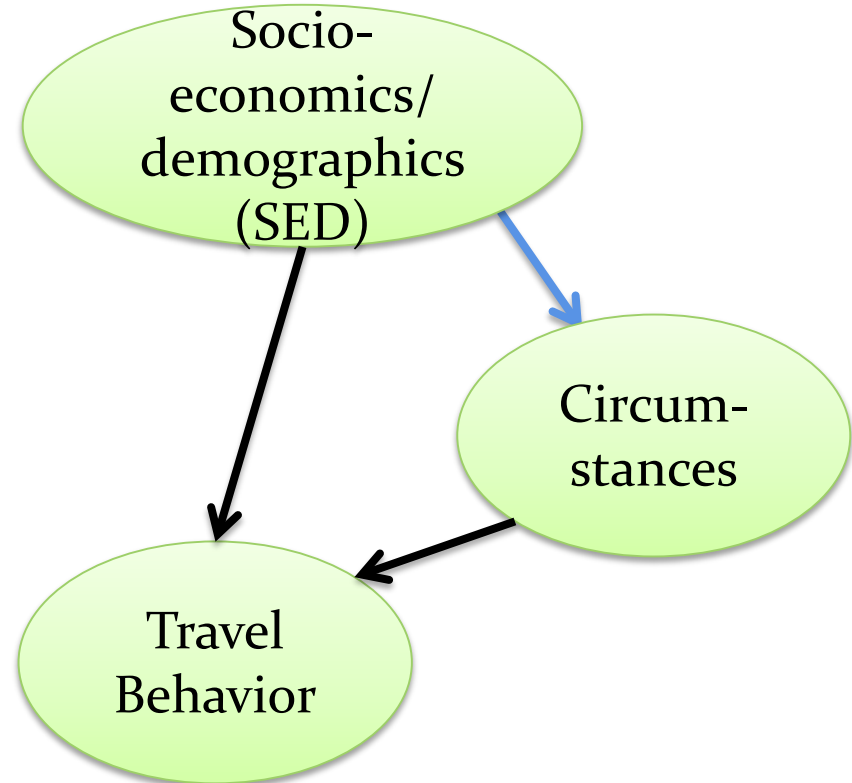 Socio-
economics/
demographics
(SED)
Circum-
stances
Travel
Behavior